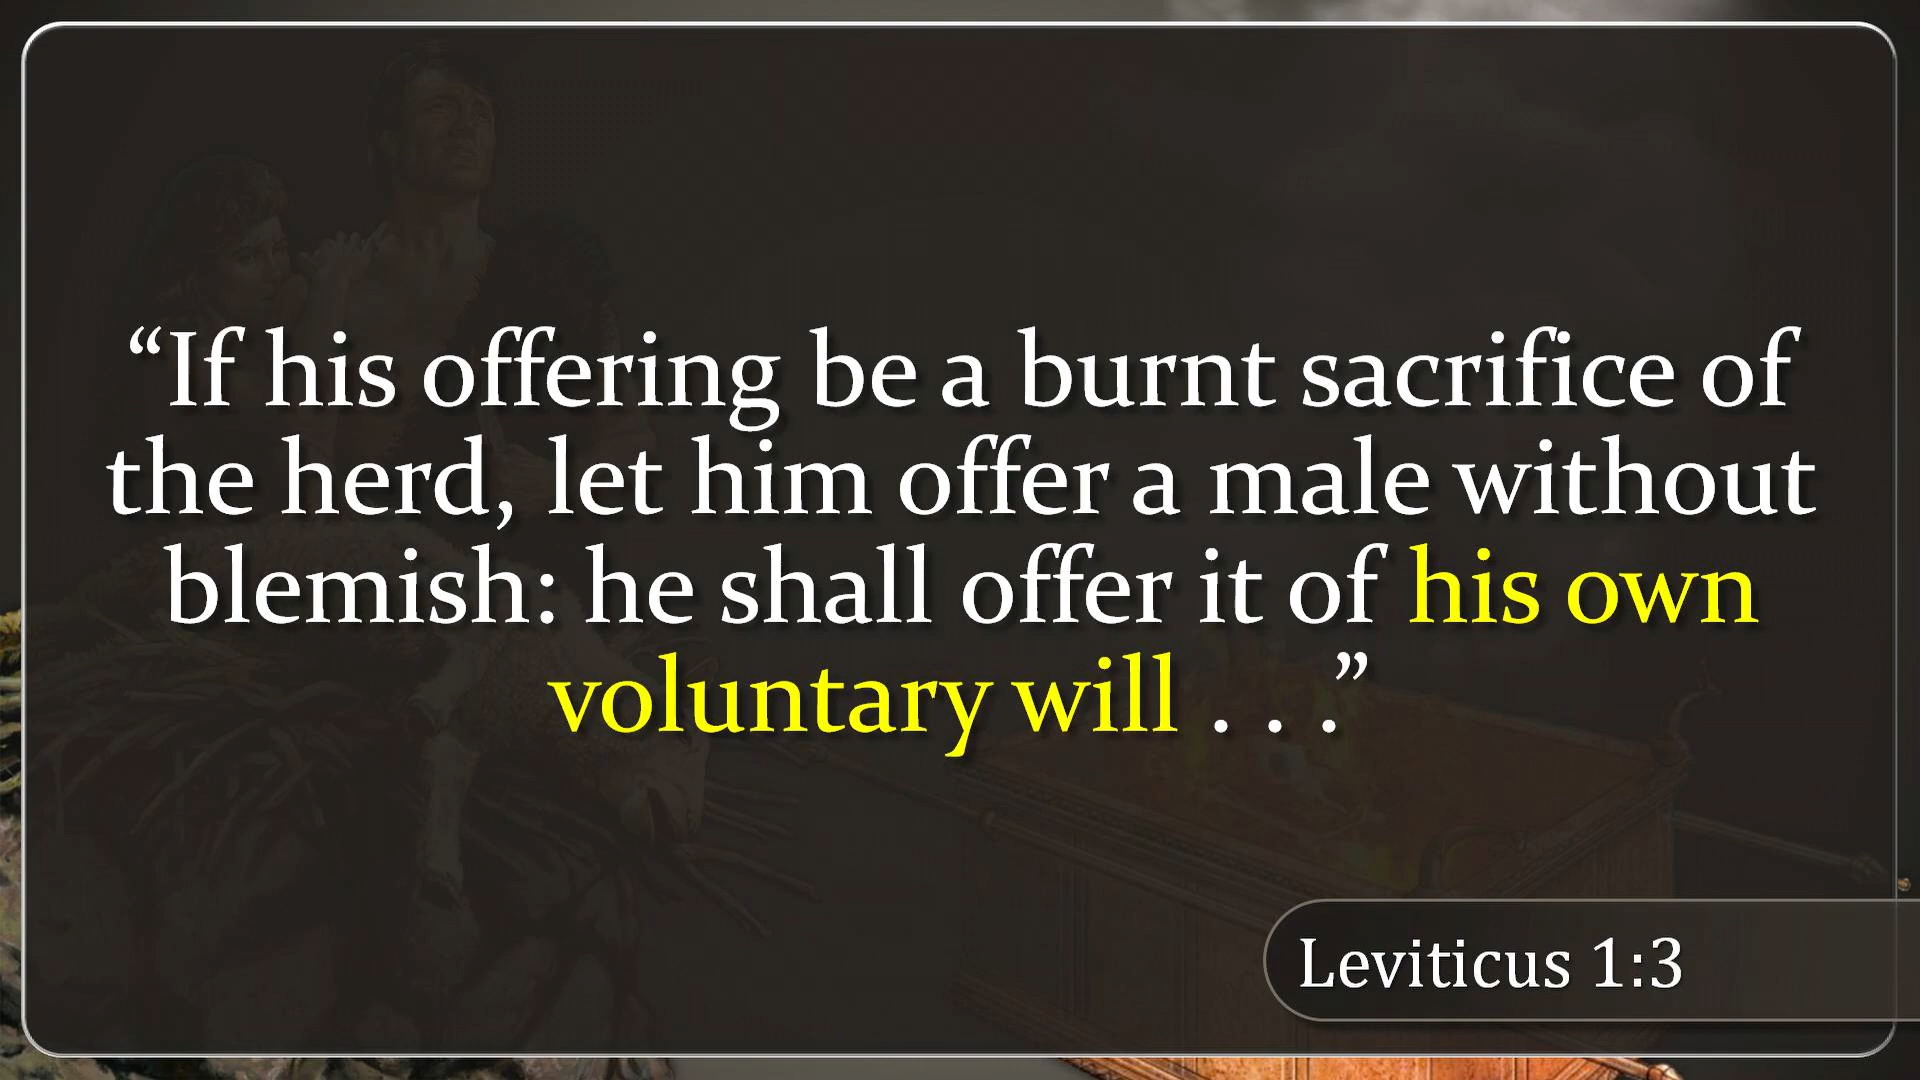 “If his offering be a burnt sacrifice of
the herd, let him offer a male without
blemish: he shall offer it of his own
voluntary will . . .”
Leviticus 1:3